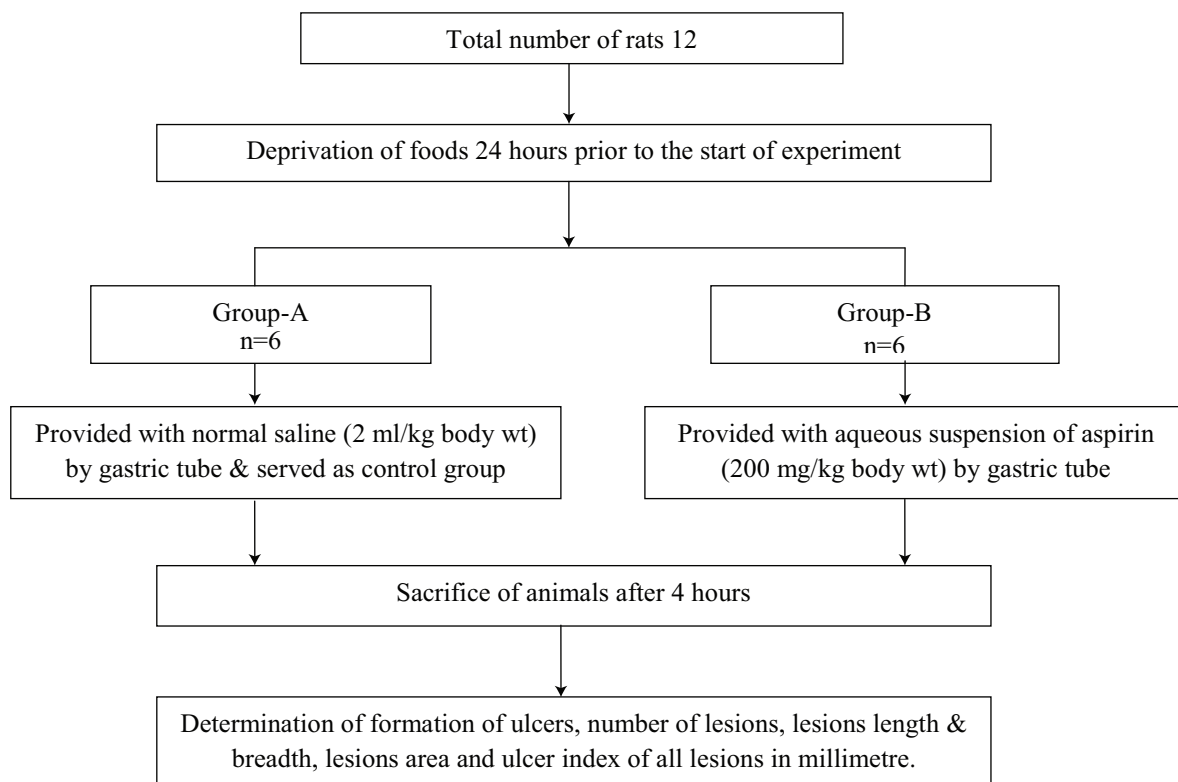 Total number of rats 12
Deprivation of foods 24 hours prior to the start of experiment
Group-A
n=6
Group-B
n=6
Provided with normal saline (2 ml/kg body wt)
by gastric tube & served as control group
Provided with aqueous suspension of aspirin
(200 mg/kg body wt) by gastric tube
Sacrifice of animals after 4 hours
Determination of formation of ulcers, number of lesions, lesions length &
breadth, lesions area and ulcer index of all lesions in millimetre.